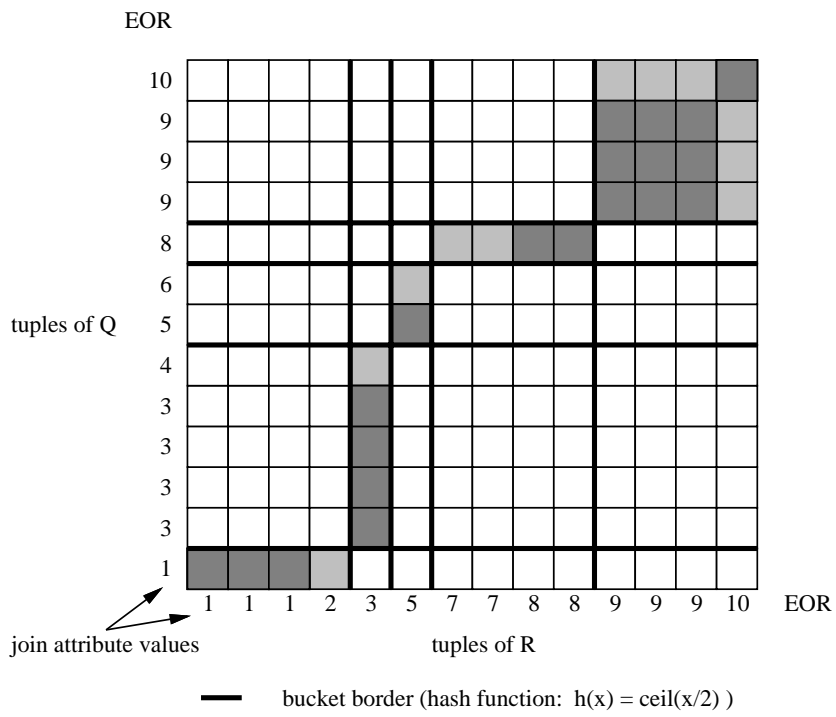 EOR
10
9
9
9
8
6
tuples of Q
5
4
3
3
3
3
1
1 1 1 2 3 5 7 7 8 8 9 9 9 10 EOR
join attribute values
tuples of R
bucket border (hash function: h(x) = ceil(x/2) )